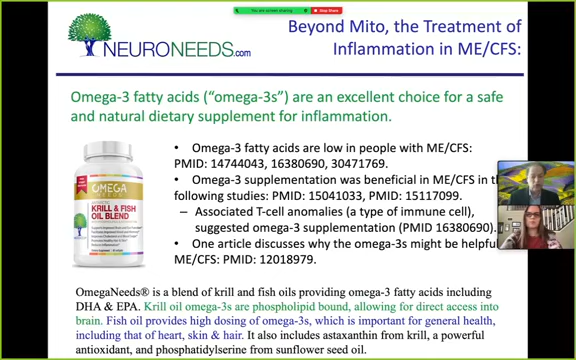 You are screen sharing
Stop Share
NEURONEEDS.com
Beyond Mito, the Treatment of
Inflammation in ME/CFS:
Omega-3 fatty acids (“omega-3s”) are an excellent choice for a safe
and natural dietary supplement for inflammation.
• Omega-3 fatty acids are low in people with ME/CFS:
PMID: 14744043, 16380690, 30471769.
• Omega-3 supplementation was beneficial in ME/CFS in th
following studies: PMID: 15041033, PMID: 15117099.
– Associated T-cell anomalies (a type of immune cell),
suggested omega-3 supplementation (PMID 16380690).
• One article discusses why the omega-3s might be helpful
ME/CFS: PMID: 12018979.
OMEGA
KRILL & FISH
OIL BLEND
OmegaNeeds® is a blend of krill and fish oils providing omega-3 fatty acids including
DHA & EPA. Krill oil omega-3s are phospholipid bound, allowing for direct access into
brain. Fish oil provides high dosing of omega-3s, which is important for general health,
including that of heart, skin & hair. It also includes astaxanthin from krill, a powerful
antioxidant, and phosphatidylserine from sunflower seed oil.